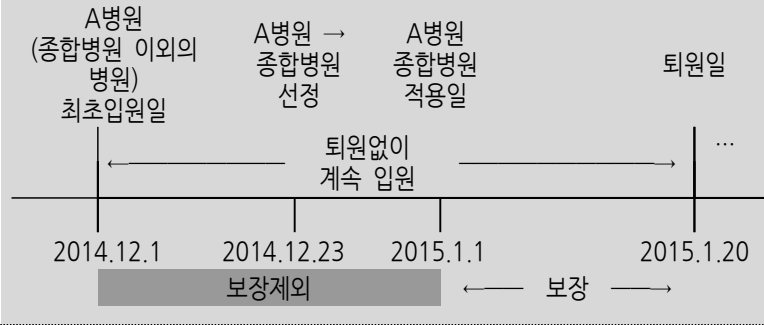 A병원
(종합병원 이외의
병원)
최초입원일
A병원 →
종합병원
선정
A병원
종합병원
적용일
퇴원일
…
← 퇴원없이 →
계속 입원
2014.12.1 2014.12.23 2015.1.1 2015.1.20
보장제외 ← 보장 →